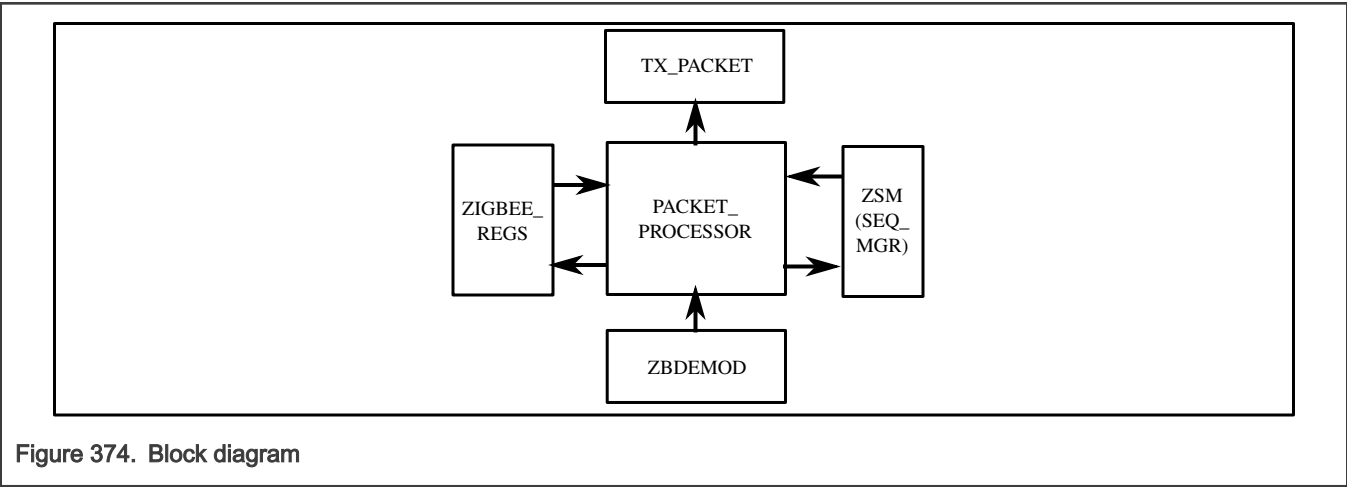 TX_PACKET
ZIGBEE_
REGS
PACKET_
PROCESSOR
ZSM
(SEQ_
MGR)
ZBDEMOD
Figure 374. Block diagram